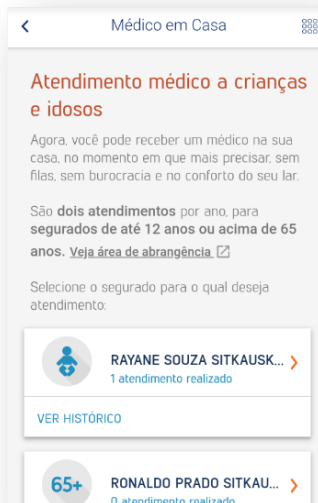 Médico em Casa
Atendimento médico a crianças
e idosos
Agora, você pode receber um médico na sua
casa, no momento em que mais precisar, sem
filas, sem burocracia e no conforto do seu lar.
São dois atendimentos por ano, para
segurados de até 12 anos ou acima de 65
anos. Veja área de abrangência
Selecione o segurado para o qual deseja
atendimento:
RAYANE SOUZA SITKAUSK...
1 atendimento realizado
VER HISTÓRICO
65+
RONALDO PRADO SITKAU...
0 atendimento realizado